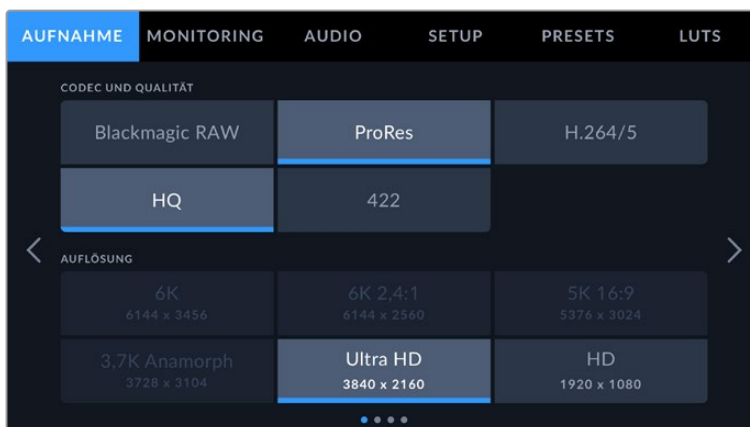 AUFNAHME MONITORING AUDIO SETUP PRESETS LUTS
CODEC UND QUALITÄT
Blackmagic RAW ProRes H.264/5
HQ 422
AUFLÖSUNG
6K 6K 2,4:1 5K 16:9
6144 x 3456 6144 x 2560 5376 x 3024
3,7K Anamorph Ultra HD HD
3728 x 3104 3840 x 2160 1920 x 1080